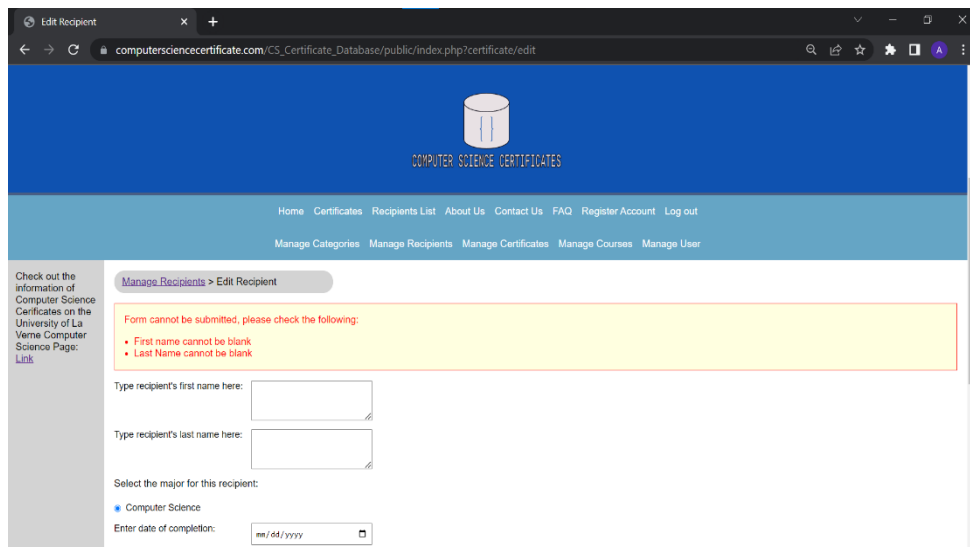 Edit Recipient
computersciencecertificate.com/CS_Certificate_Database/public/index.php?certificate/edit
A
{ }
COMPUTER SCIENCE CERTIFICATES
Home Certificates Recipients List About Us Contact Us FAQ Register Account Log out
Manage Categories Manage Recipients Manage Certificates Manage Courses Manage User
Check out the
information of
Computer Science
Cerificates on the
University of La
Verne Computer
Science Page:
Link
Manage Recipients > Edit Recipient
Form cannot be submitted, please check the following:
• First name cannot be blank
• Last Name cannot be blank
Type recipient's first name here:
Type recipient's last name here:
Select the major for this recipient:
Computer Science
Enter date of completion:
mm/dd/yyyy